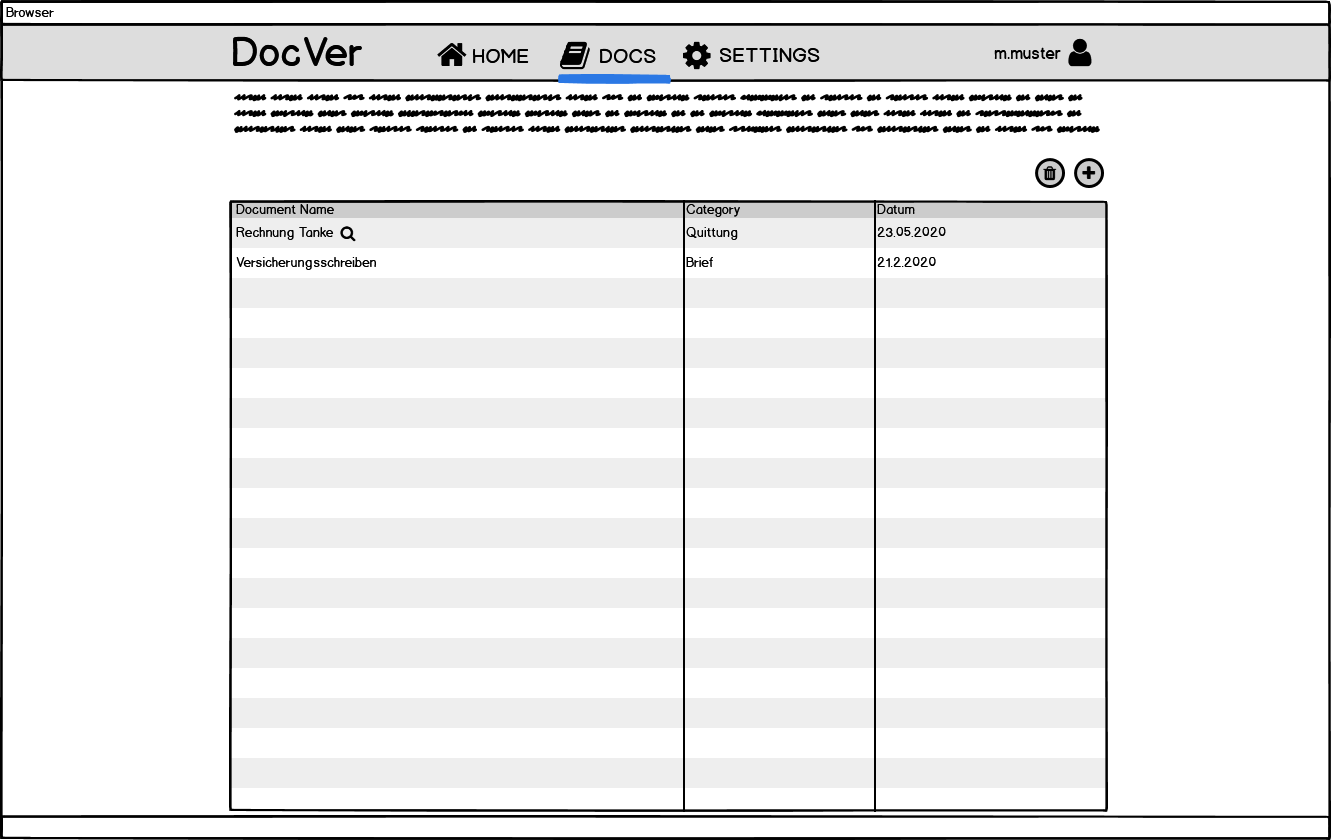 Browser
DocVer HOME DOCS SETTINGS m.muster
Document Name Category Datum
Rechnung Tanke Quittung 23.05.2020
Versicherungsschreiben Brief 21.2.2020